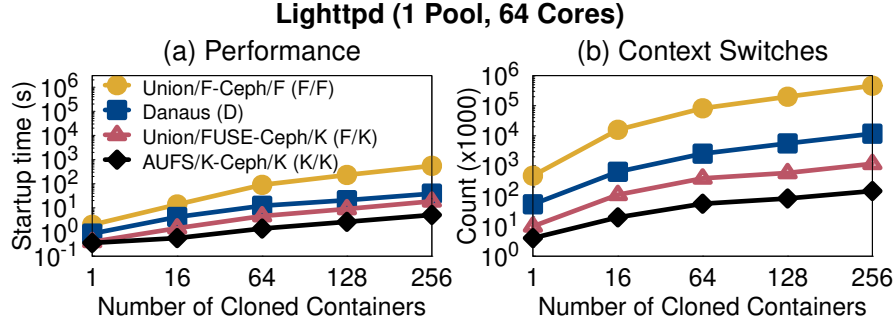 Lighttpd (1 Pool, 64 Cores)
(a) Performance
Startup time (s)
10^6
10^5
10^4
10^3
10^2
10^1
10^0
10^-1
Union/F-Ceph/F (F/F)
Danaus (D)
Union/FUSE-Ceph/K (F/K)
AUFS/K-Ceph/K (K/K)
1 16 64 128 256
Number of Cloned Containers
(b) Context Switches
Count (x1000)
10^6
10^5
10^4
10^3
10^2
10^1
10^0
1 16 64 128 256
Number of Cloned Containers